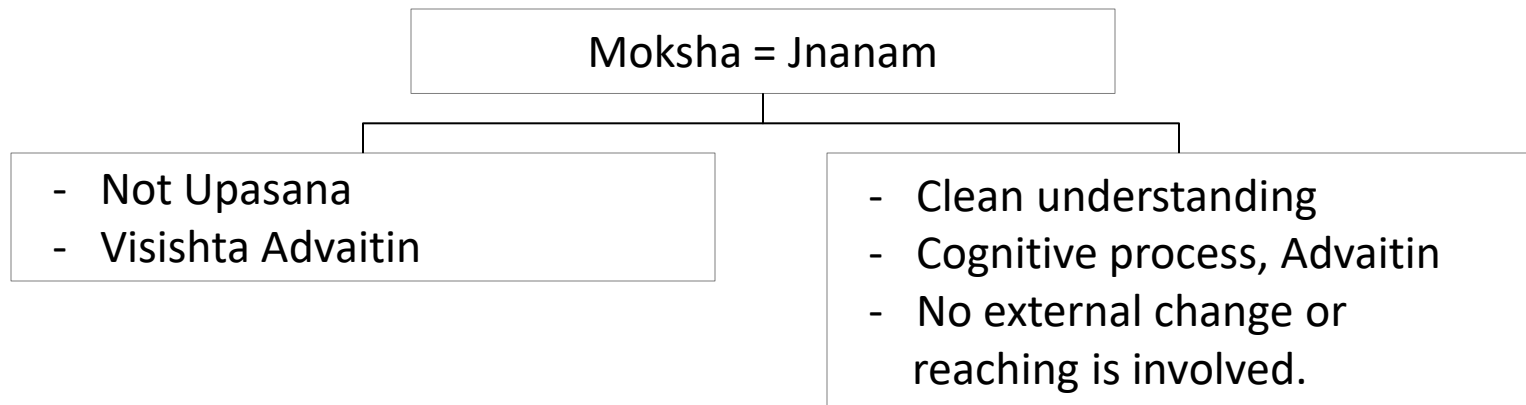 Moksha = Jnanam
- Not Upasana
- Visishta Advaitin
- Clean understanding
- Cognitive process, Advaitin
- No external change or
reaching is involved.